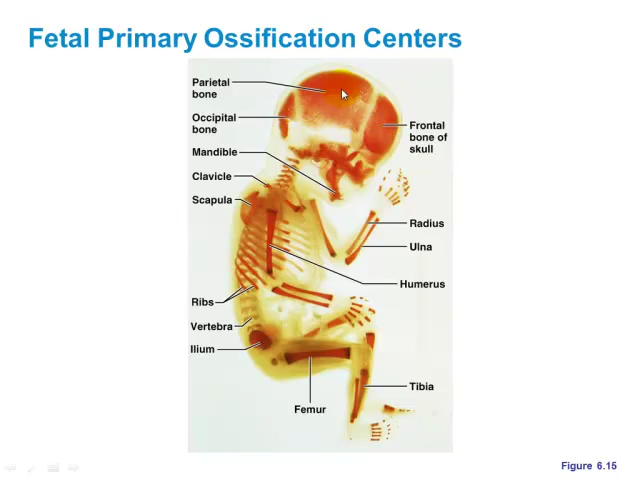 Fetal Primary Ossification Centers
Parietal
bone
Occipital
bone
Mandible
Clavicle
Scapula
Ribs
Vertebra
Ilium
Frontal
bone of
skull
Radius
Ulna
Humerus
Tibia
Femur
Figure 6.15